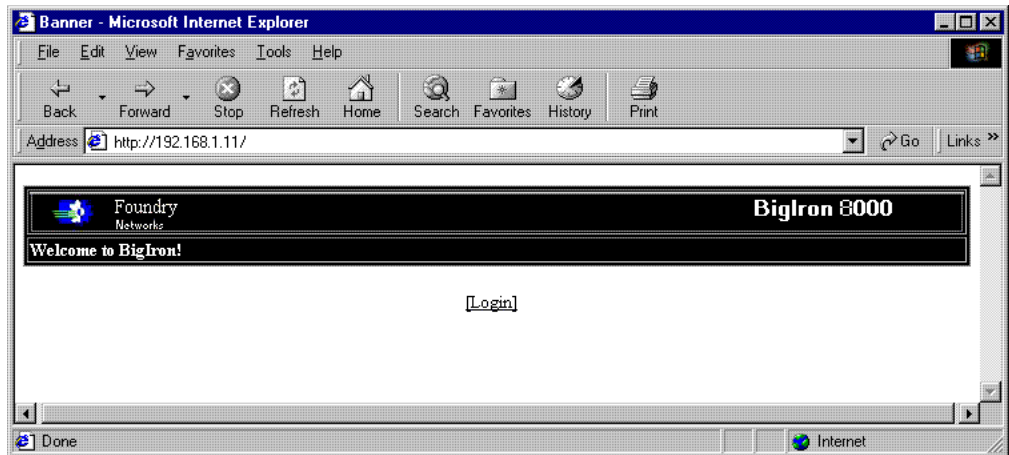 Banner - Microsoft Internet Explorer
File Edit View Favorites Tools Help
Back Forward Stop Refresh Home Search Favorites History Print
Address http://192.168.1.11/ Go Links »
Foundry
Networks
BigIron 8000
Welcome to BigIron!
[Login]
Done Internet